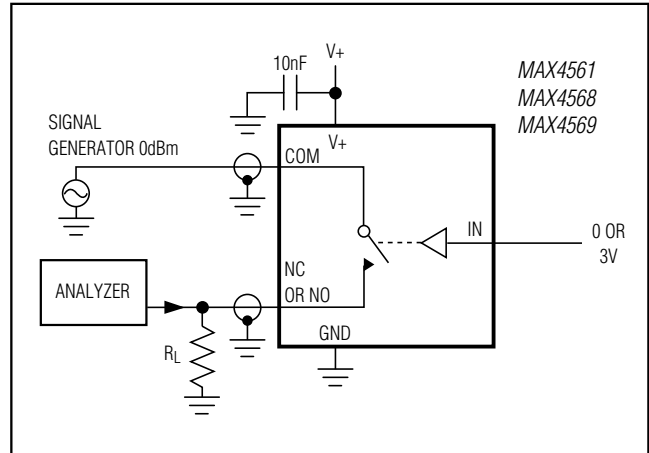 10nF
V+
MAX4561
MAX4568
MAX4569
SIGNAL
GENERATOR 0dBm
V+
COM
IN
0 OR
3V
NC
OR NO
ANALYZER
GND
RL